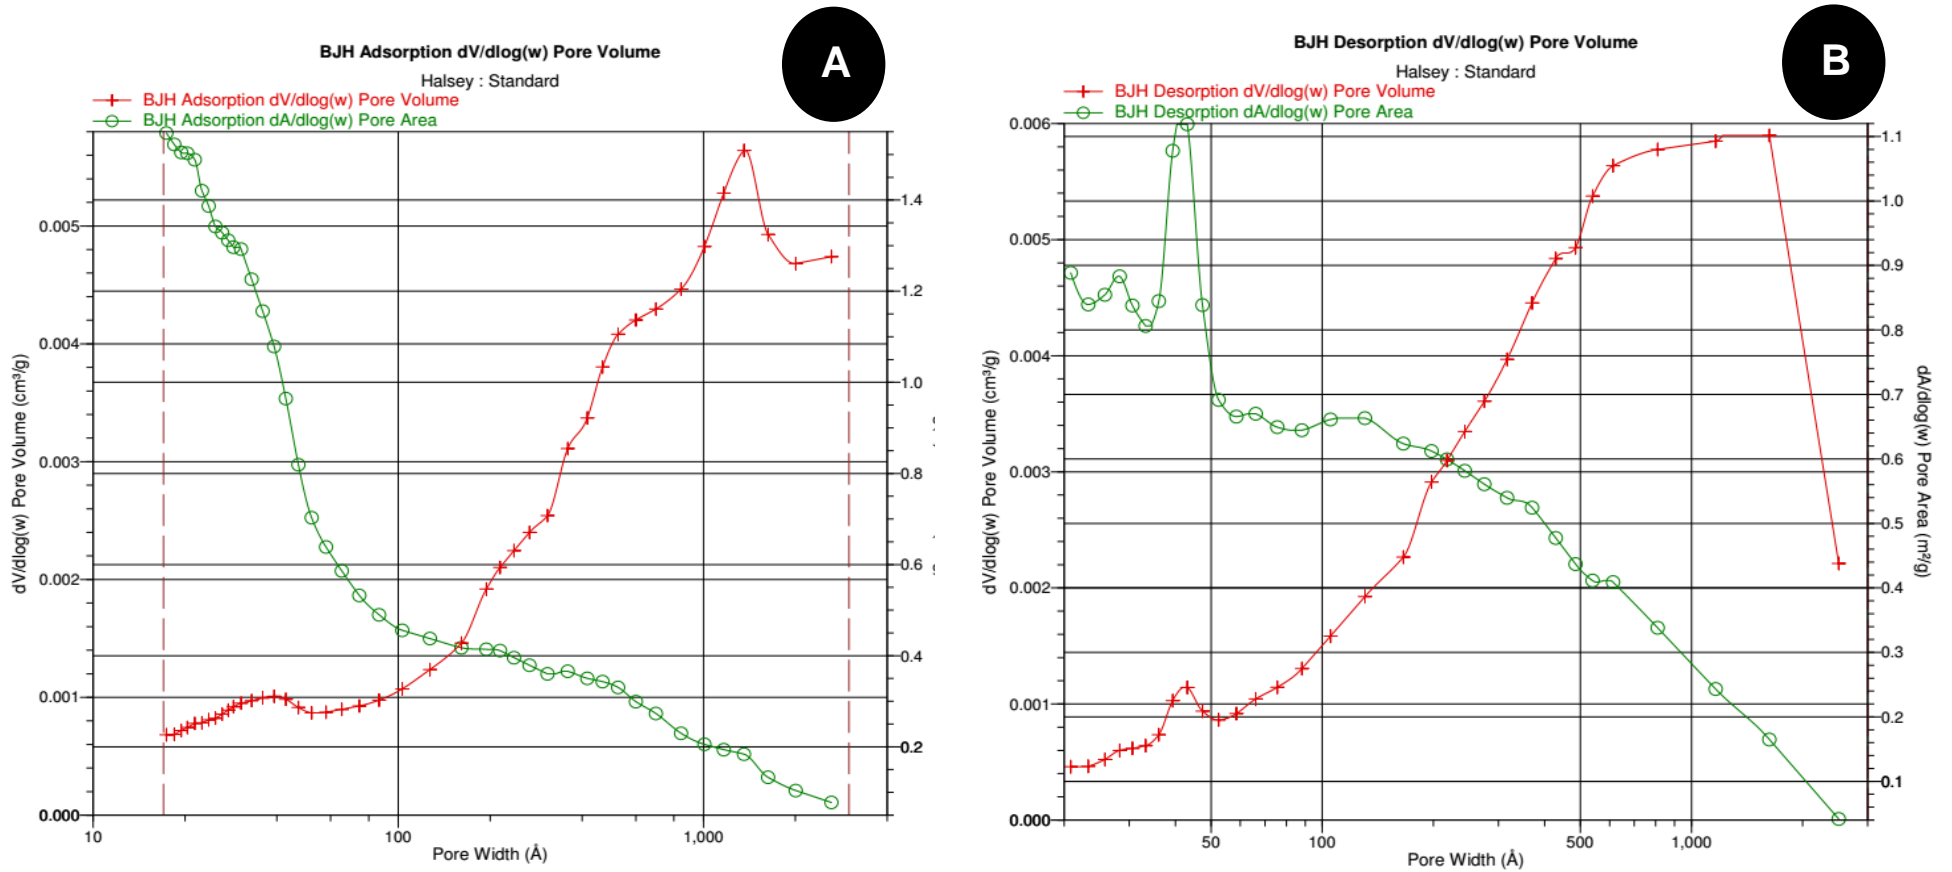 A
BJH Adsorption dV/dlog(w) Pore Volume
Halsey : Standard
BJH Adsorption dV/dlog(w) Pore Volume
BJH Adsorption dA/dlog(w) Pore Area
dV/dlog(w) Pore Volume (cm³/g)
0.005
0.004
0.003
0.002
0.001
0.000
1.4
1.2
1.0
0.8
0.6
0.4
0.2
10
100
1,000
Pore Width (Å)
B
BJH Desorption dV/dlog(w) Pore Volume
Halsey : Standard
BJH Desorption dV/dlog(w) Pore Volume
BJH Desorption dA/dlog(w) Pore Area
dV/dlog(w) Pore Volume (cm³/g)
0.006
0.005
0.004
0.003
0.002
0.001
0.000
1.1
1.0
0.9
0.8
0.7
0.6
0.5
0.4
0.3
0.2
0.1
dA/dlog(w) Pore Area (m²/g)
50
100
500
1,000
Pore Width (Å)